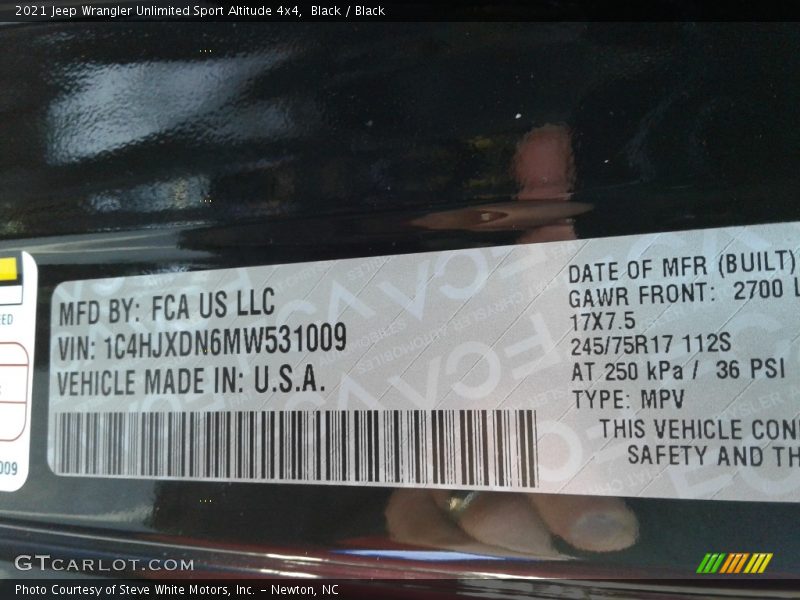 2021 Jeep Wrangler Unlimited Sport Altitude 4x4, Black / Black
MFD BY: FCA US LLC
VIN: 1C4HJXDN6MW531009
VEHICLE MADE IN: U.S.A.
DATE OF MFR (BUILT)
GAWR FRONT: 2700 L
17X7.5
245/75R17 112S
AT 250 kPa / 36 PSI
TYPE: MPV
THIS VEHICLE CON
SAFETY AND TH
ED
009
GTCARLOT.COM
Photo Courtesy of Steve White Motors, Inc. – Newton, NC